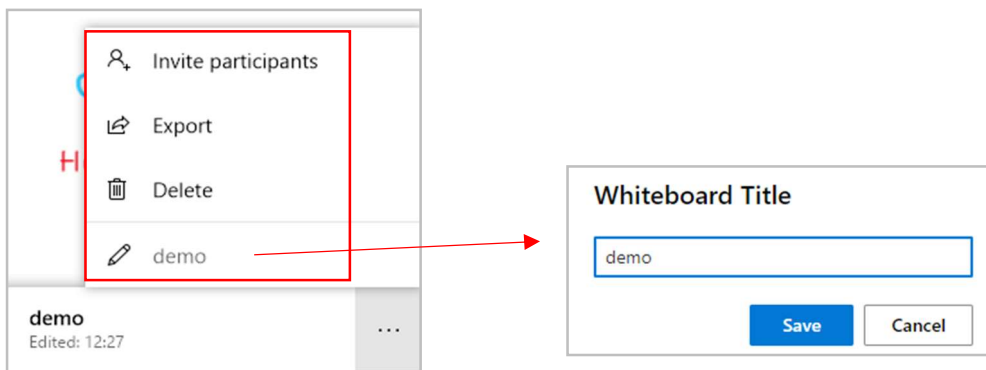 Invite participants
Export
H
Delete
demo
demo
Edited: 12:27
...
Whiteboard Title
demo
Save
Cancel